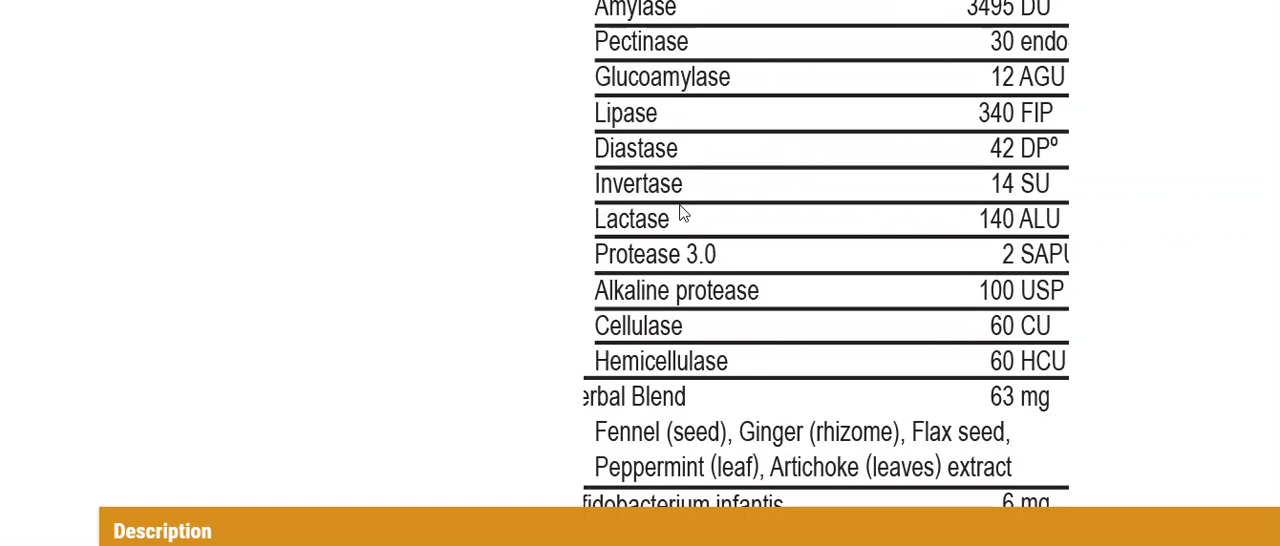 Amylase 3495 DU
Pectinase 30 endo
Glucoamylase 12 AGU
Lipase 340 FIP
Diastase 42 DPº
Invertase 14 SU
Lactase 140 ALU
Protease 3.0 2 SAPU
Alkaline protease 100 USP
Cellulase 60 CU
Hemicellulase 60 HCU
erbal Blend 63 mg
Fennel (seed), Ginger (rhizome), Flax seed,
Peppermint (leaf), Artichoke (leaves) extract
fidobacterium infantis 6 mg
Description